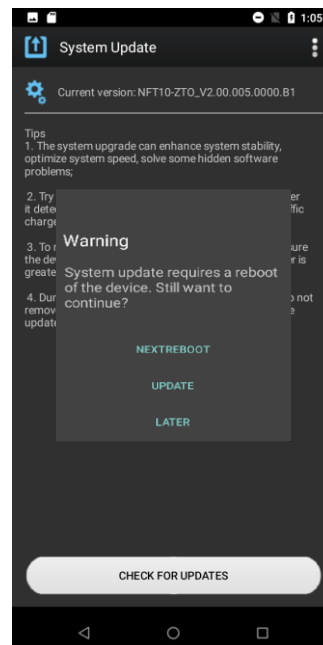 1:05
System Update
Current version: NFT10-ZTO_V2.00.005.0000.B1
Tips
1. The system upgrade can enhance system stability,
optimize system speed, solve some hidden software
problems;
2. Try
er
it dete
ffic
charge
3. To r
sure
the dev
r is
greate
4. Dur
o not
remov
e
update
Warning
System update requires a reboot
of the device. Still want to
continue?
NEXTREBOOT
UPDATE
LATER
CHECK FOR UPDATES